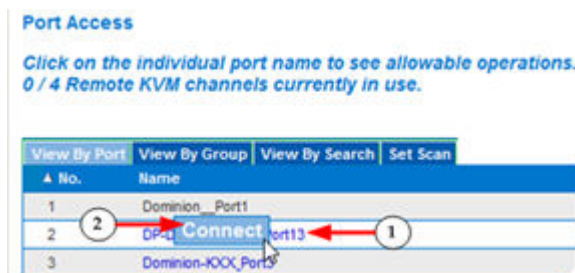 Port Access
Click on the individual port name to see allowable operations.
0 / 4 Remote KVM channels currently in use.
View By Port View By Group View By Search Set Scan
▲ No. Name
1 Dominion__Port1
2 2 Connect ort13 1
3 Dominion-KXX_Port3